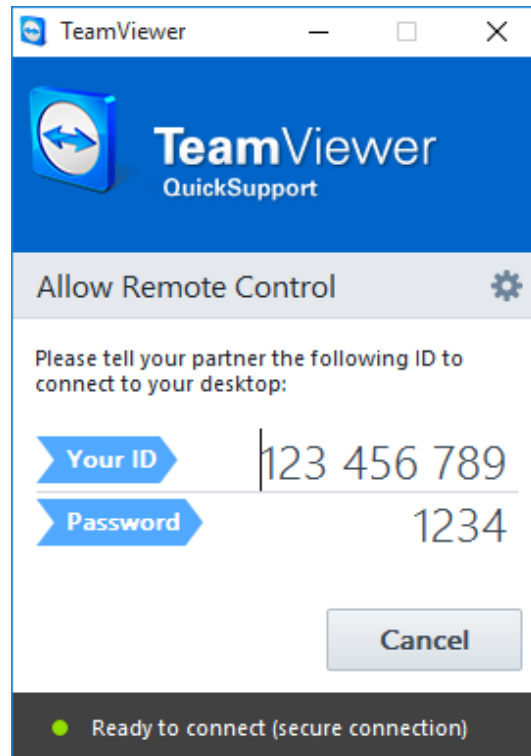 TeamViewer
TeamViewer
QuickSupport
Allow Remote Control
Please tell your partner the following ID to
connect to your desktop:
Your ID 123 456 789
Password 1234
Cancel
Ready to connect (secure connection)